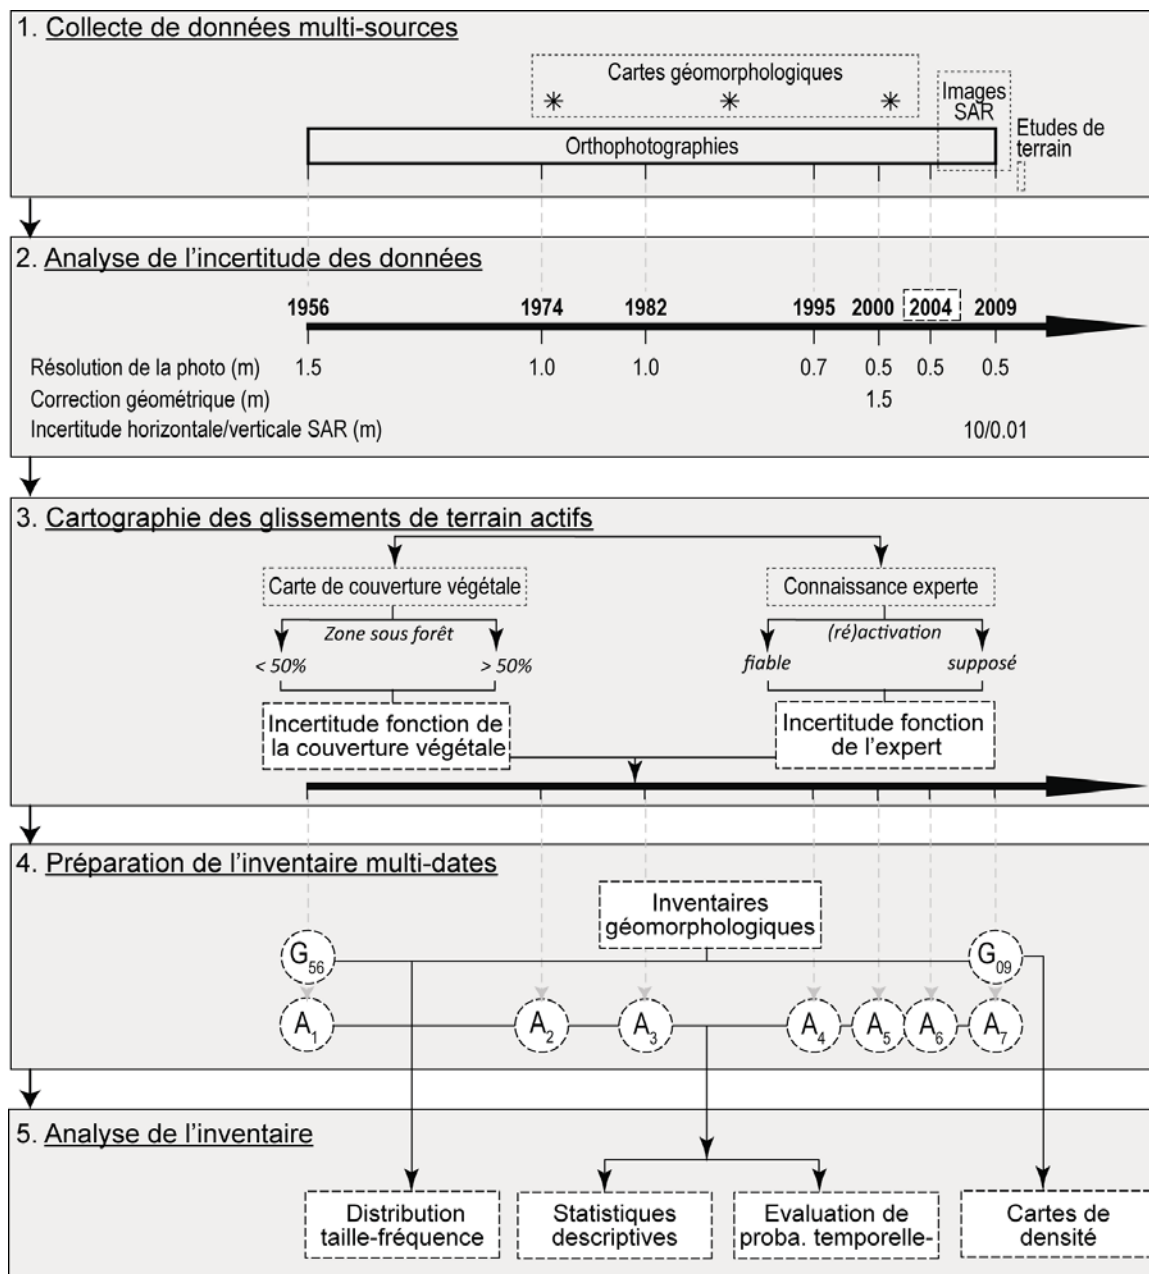 1. Collecte de données multi-sources
Cartes géomorphologiques
Images
SAR
Etudes de
terrain
Orthophotographies
2. Analyse de l'incertitude des données
1956 1974 1982 1995 2000 2004 2009
Résolution de la photo (m) 1.5 1.0 1.0 0.7 0.5 0.5 0.5
Correction géométrique (m) 1.5
Incertitude horizontale/verticale SAR (m) 10/0.01
3. Cartographie des glissements de terrain actifs
Carte de couverture végétale
Connaissance experte
Zone sous forêt
(ré)activation
< 50% > 50%
fiable supposé
Incertitude fonction de
la couverture végétale
Incertitude fonction
de l'expert
4. Préparation de l'inventaire multi-dates
Inventaires
géomorphologiques
G56 G09
A1 A2 A3 A4 A5 A6 A7
5. Analyse de l'inventaire
Distribution
taille-fréquence
Statistiques
descriptives
Evaluation de
proba. temporelle-
Cartes de
densité